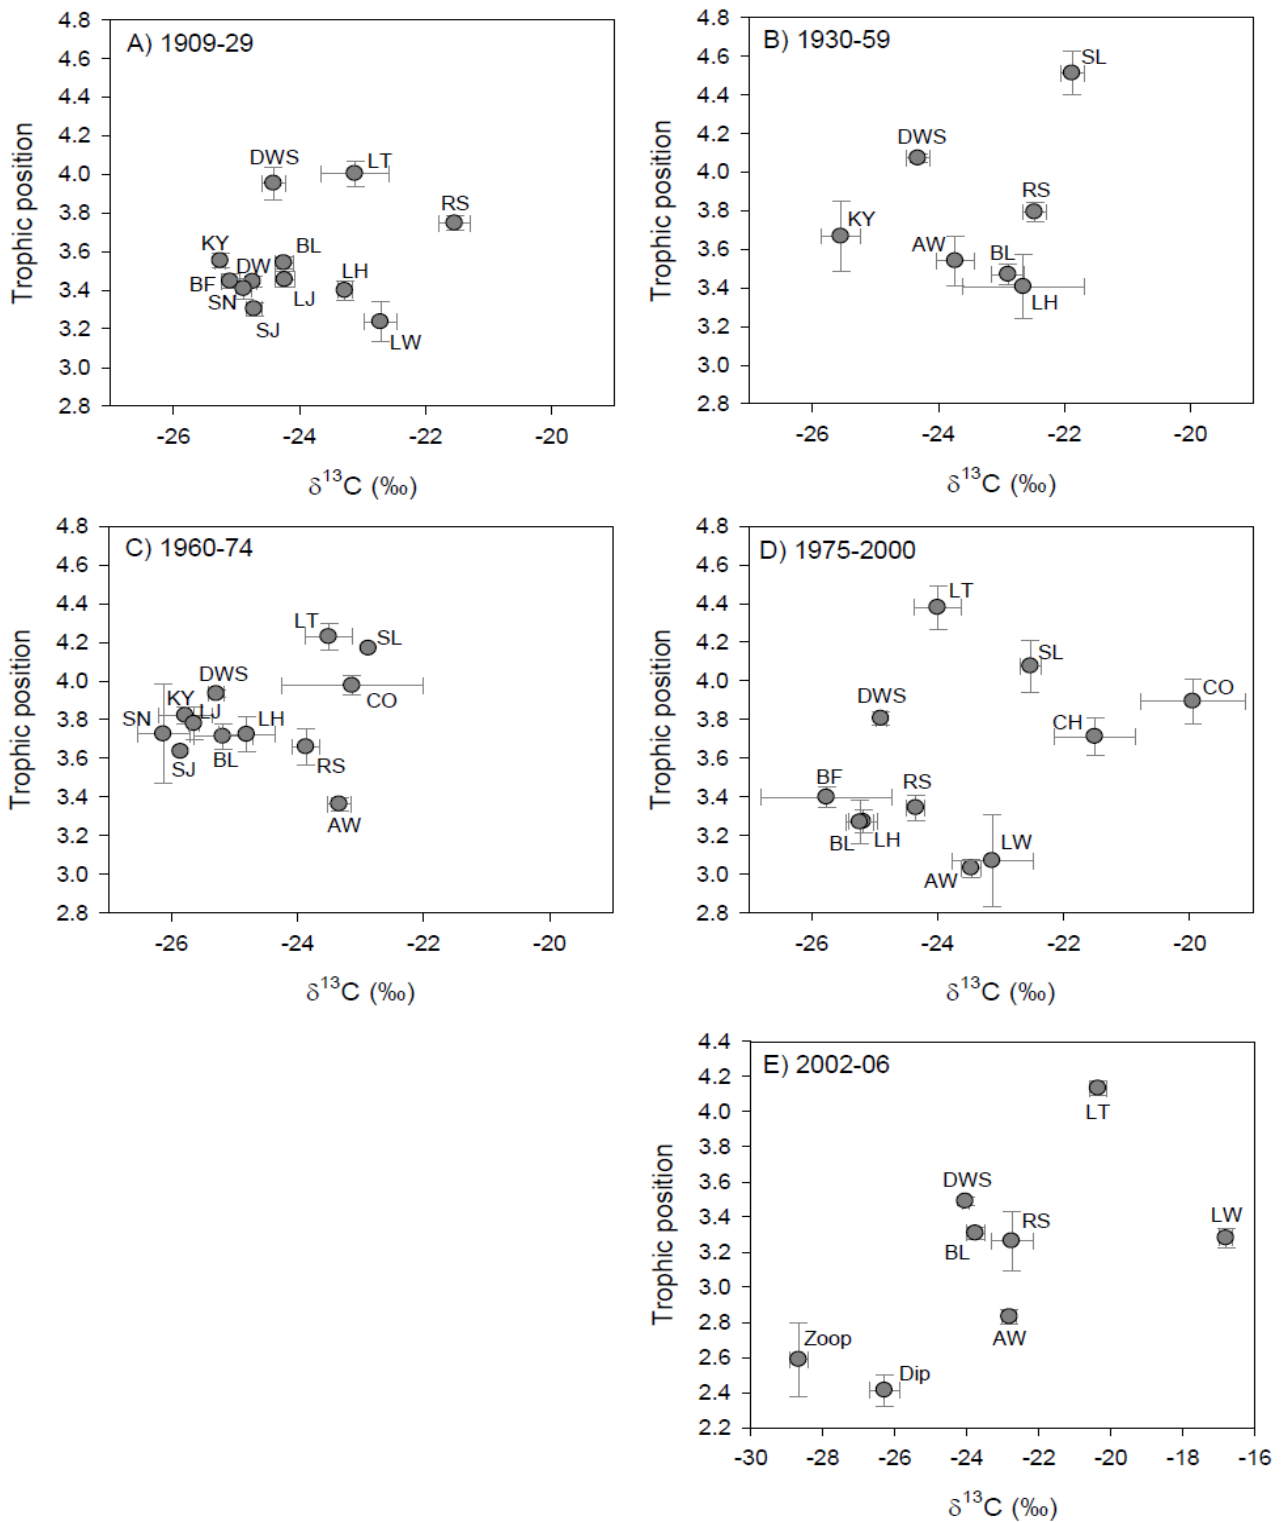 A) 1909-29
4.8
4.6
4.4
4.2
4.0
3.8
3.6
3.4
3.2
3.0
2.8
Trophic position
DWS
LT
RS
KY
BL
DW
LH
BF
SN
LJ
SJ
LW
-26 -24 -22 -20
δ13C (‰)
B) 1930-59
4.8
4.6
4.4
4.2
4.0
3.8
3.6
3.4
3.2
3.0
2.8
Trophic position
SL
DWS
RS
KY
AW
BL
LH
-26 -24 -22 -20
δ13C (‰)
C) 1960-74
4.8
4.6
4.4
4.2
4.0
3.8
3.6
3.4
3.2
3.0
2.8
Trophic position
LT
SL
DWS
CO
KY
LJ
SN
LH
SJ
BL
RS
AW
-26 -24 -22 -20
δ13C (‰)
D) 1975-2000
4.8
4.6
4.4
4.2
4.0
3.8
3.6
3.4
3.2
3.0
2.8
Trophic position
LT
SL
CO
DWS
CH
BF
RS
BL
LH
LW
AW
-26 -24 -22 -20
δ13C (‰)
E) 2002-06
4.4
4.2
4.0
3.8
3.6
3.4
3.2
3.0
2.8
2.6
2.4
2.2
Trophic position
LT
DWS
LW
RS
BL
AW
Zoop
Dip
-30 -28 -26 -24 -22 -20 -18 -16
δ13C (‰)